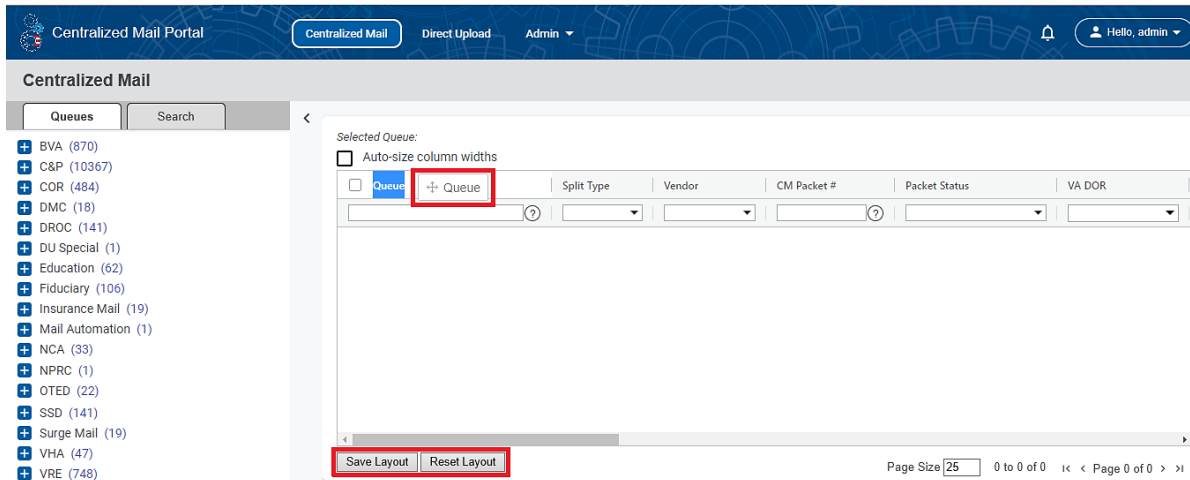 Centralized Mail Portal
Centralized Mail
Direct Upload
Admin
Hello, admin
Centralized Mail
Queues
Search
BVA (870)
C&P (10367)
COR (484)
DMC (18)
DROC (141)
DU Special (1)
Education (62)
Fiduciary (106)
Insurance Mail (19)
Mail Automation (1)
NCA (33)
NPRC (1)
OTED (22)
SSD (141)
Surge Mail (19)
VHA (47)
VRE (748)
Selected Queue:
Auto-size column widths
Queue Queue Split Type Vendor CM Packet # Packet Status VA DOR
? ?
Save Layout Reset Layout
Page Size 25 0 to 0 of 0 Page 0 of 0